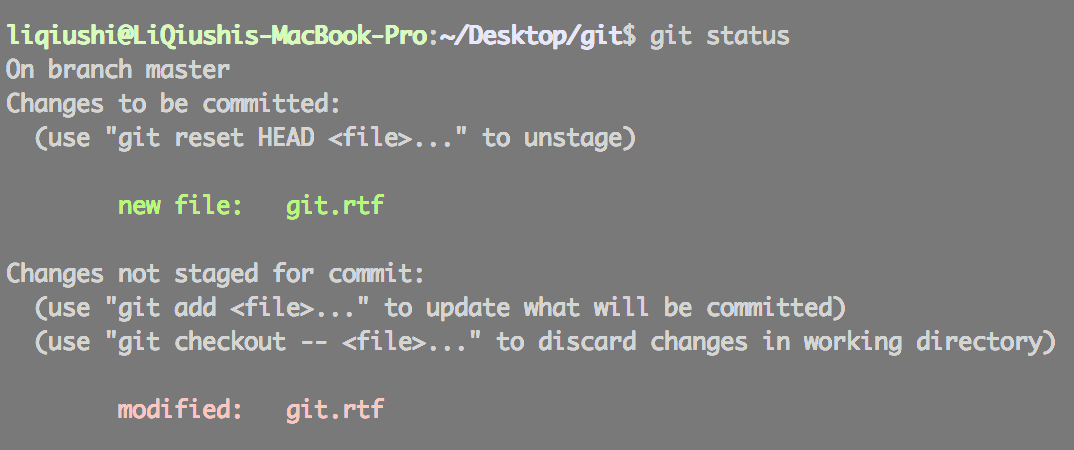 liqiushi@LiQiushis-MacBook-Pro:~/Desktop/git$ git status
On branch master
Changes to be committed:
  (use "git reset HEAD <file>..." to unstage)

        new file:   git.rtf

Changes not staged for commit:
  (use "git add <file>..." to update what will be committed)
  (use "git checkout -- <file>..." to discard changes in working directory)

        modified:   git.rtf